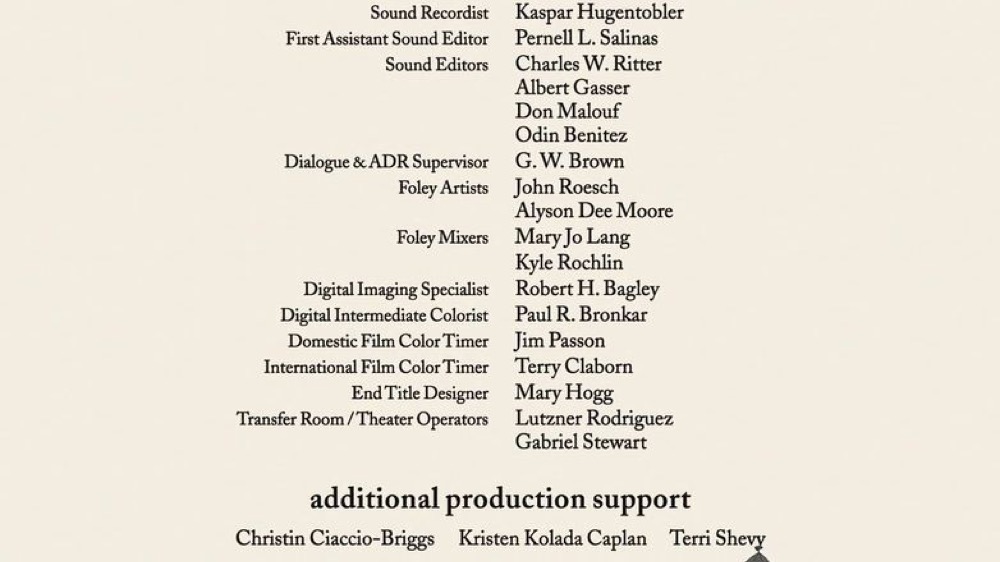 Sound Recordist Kaspar Hugentobler
First Assistant Sound Editor Pernell L. Salinas
Sound Editors Charles W. Ritter
Albert Gasser
Don Malouf
Odin Benitez
Dialogue & ADR Supervisor G. W. Brown
Foley Artists John Roesch
Alyson Dee Moore
Foley Mixers Mary Jo Lang
Kyle Rochlin
Digital Imaging Specialist Robert H. Bagley
Digital Intermediate Colorist Paul R. Bronkar
Domestic Film Color Timer Jim Passon
International Film Color Timer Terry Claborn
End Title Designer Mary Hogg
Transfer Room / Theater Operators Lutzner Rodriguez
Gabriel Stewart
additional production support
Christin Ciaccio-Briggs Kristen Kolada Caplan Terri Shevy